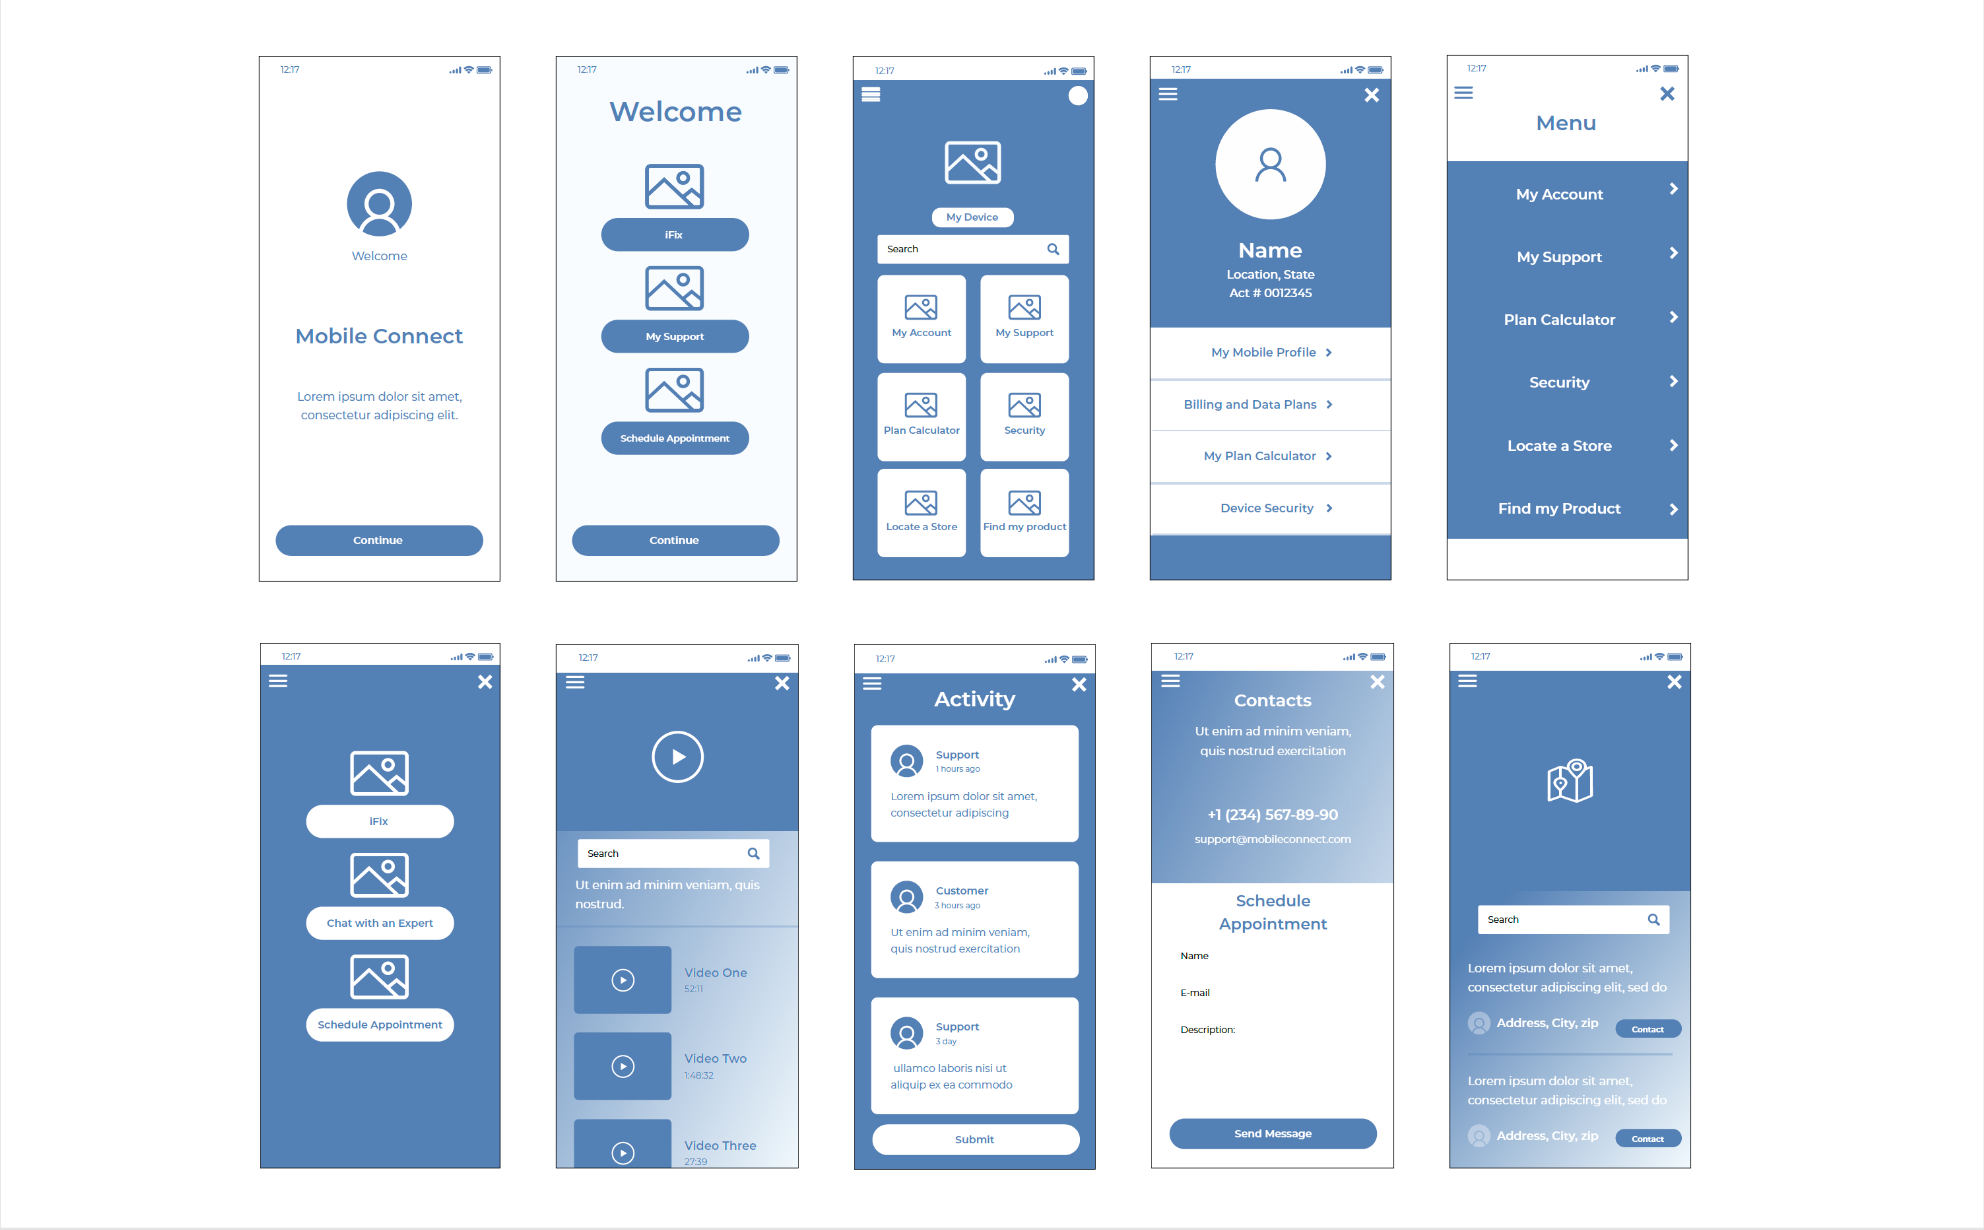 12:17
Welcome
Mobile Connect
Lorem ipsum dolor sit amet,
consectetur adipiscing elit.
Continue
12:17
Welcome
iFix
My Support
Schedule Appointment
Continue
12:17
My Device
Search
My Account
My Support
Plan Calculator
Security
Locate a Store
Find my product
12:17
Name
Location, State
Act # 0012345
My Mobile Profile
Billing and Data Plans
My Plan Calculator
Device Security
12:17
Menu
My Account
My Support
Plan Calculator
Security
Locate a Store
Find my Product
12:17
iFix
Chat with an Expert
Schedule Appointment
12:17
Search
Ut enim ad minim veniam, quis
nostrud.
Video One
52:11
Video Two
1:48:32
Video Three
27:39
12:17
Activity
Support
1 hours ago
Lorem ipsum dolor sit amet,
consectetur adipiscing
Customer
3 hours ago
Ut enim ad minim veniam,
quis nostrud exercitation
Support
3 day
ullamco laboris nisi ut
aliquip ex ea commodo
Submit
12:17
Contacts
Ut enim ad minim veniam,
quis nostrud exercitation
+1 (234) 567-89-90
support@mobileconnect.com
Schedule
Appointment
Name
E-mail
Description:
Send Message
12:17
Search
Lorem ipsum dolor sit amet,
consectetur adipiscing elit, sed do
Address, City, zip
Contact
Lorem ipsum dolor sit amet,
consectetur adipiscing elit, sed do
Address, City, zip
Contact